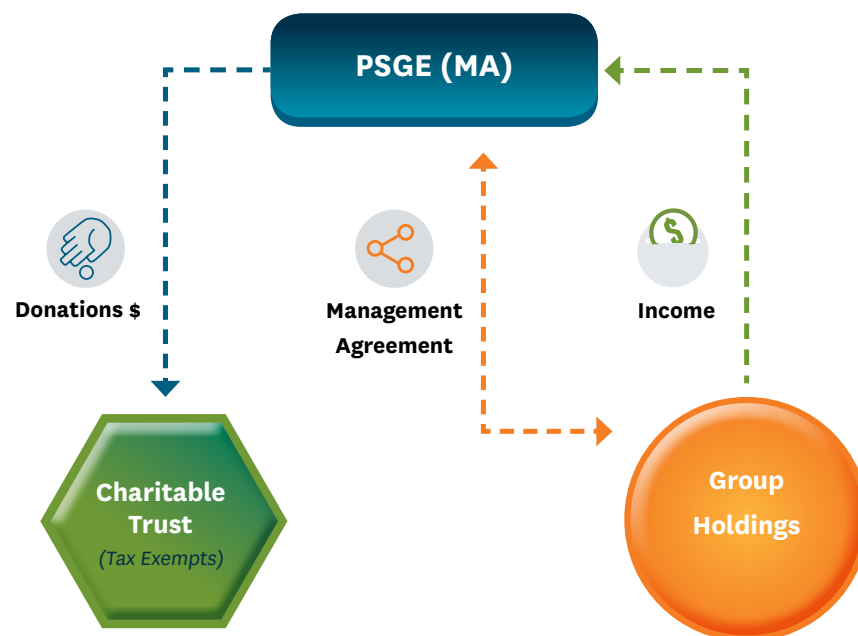 PSGE (MA)
Donations $
Management
Agreement
$
Income
Charitable
Trust
(Tax Exempts)
Group
Holdings